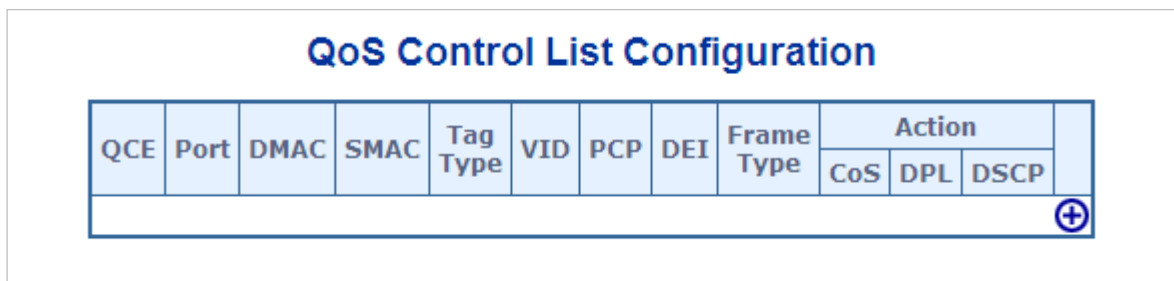 QoS Control List Configuration
QCE Port DMAC SMAC Tag Type VID PCP DEI Frame Type Action
CoS DPL DSCP